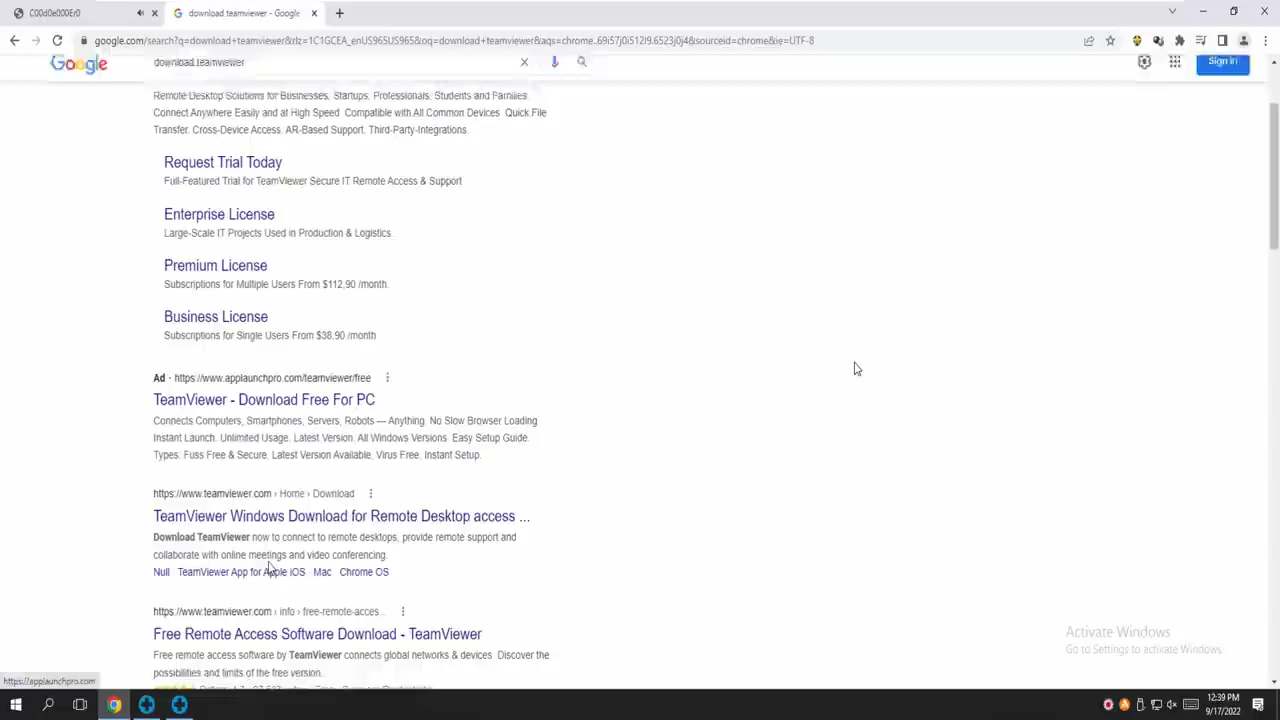 C00d0e000Er0
download teamviewer - Google
google.com/search?q=download+teamviewer&rlz=1C1GCEA_enUS965US965&oq=download+teamviewer&aqs=chrome..69i57j0i512l9.6523j0j4&sourceid=chrome&ie=UTF-8
Google
download teamviewer
Sign in
Remote Desktop Solutions for Businesses, Startups, Professionals, Students and Families.
Connect Anywhere Easily and at High Speed. Compatible with All Common Devices. Quick File
Transfer. Cross-Device Access. AR-Based Support. Third-Party-Integrations.
Request Trial Today
Full-Featured Trial for TeamViewer Secure IT Remote Access & Support
Enterprise License
Large-Scale IT Projects Used in Production & Logistics.
Premium License
Subscriptions for Multiple Users From $112,90 /month.
Business License
Subscriptions for Single Users From $38,90 /month
Ad · https://www.applaunchpro.com/teamviewer/free
TeamViewer - Download Free For PC
Connects Computers, Smartphones, Servers, Robots — Anything. No Slow Browser Loading.
Instant Launch. Unlimited Usage. Latest Version. All Windows Versions. Easy Setup Guide.
Types: Fuss Free & Secure, Latest Version Available, Virus Free, Instant Setup.
https://www.teamviewer.com › Home › Download
TeamViewer Windows Download for Remote Desktop access ...
Download TeamViewer now to connect to remote desktops, provide remote support and
collaborate with online meetings and video conferencing.
Null · TeamViewer App for Apple iOS · Mac · Chrome OS
https://www.teamviewer.com › info › free-remote-acces...
Free Remote Access Software Download - TeamViewer
Free remote access software by TeamViewer connects global networks & devices. Discover the
possibilities and limits of the free version.
Activate Windows
Go to Settings to activate Windows.
https://applaunchpro.com
12:39 PM
9/17/2022